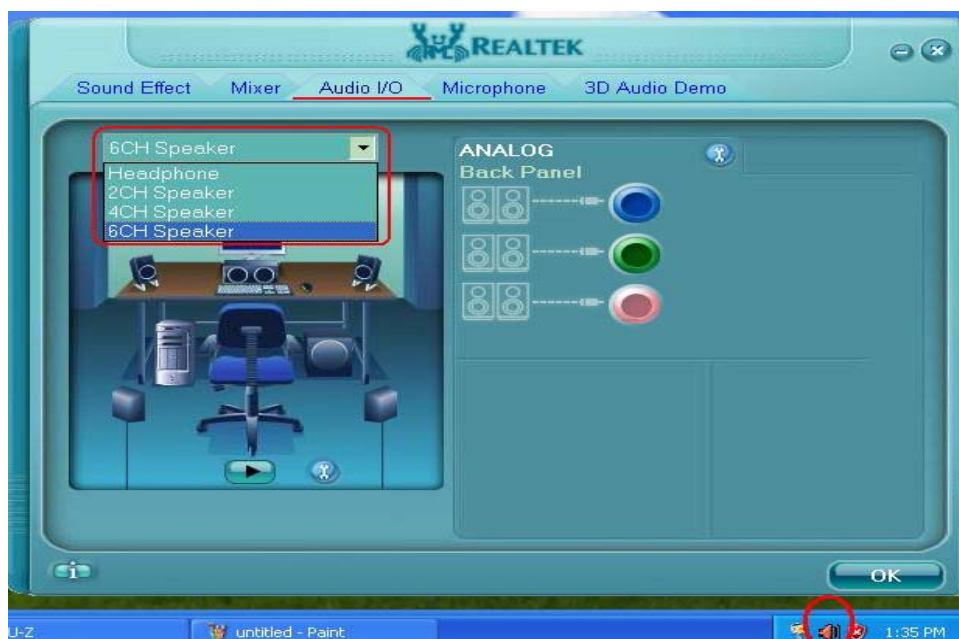 REALTEK
Sound Effect Mixer Audio I/O Microphone 3D Audio Demo
6CH Speaker
Headphone
2CH Speaker
4CH Speaker
6CH Speaker
ANALOG
Back Panel
OK
U-Z untitled - Paint 1:35 PM